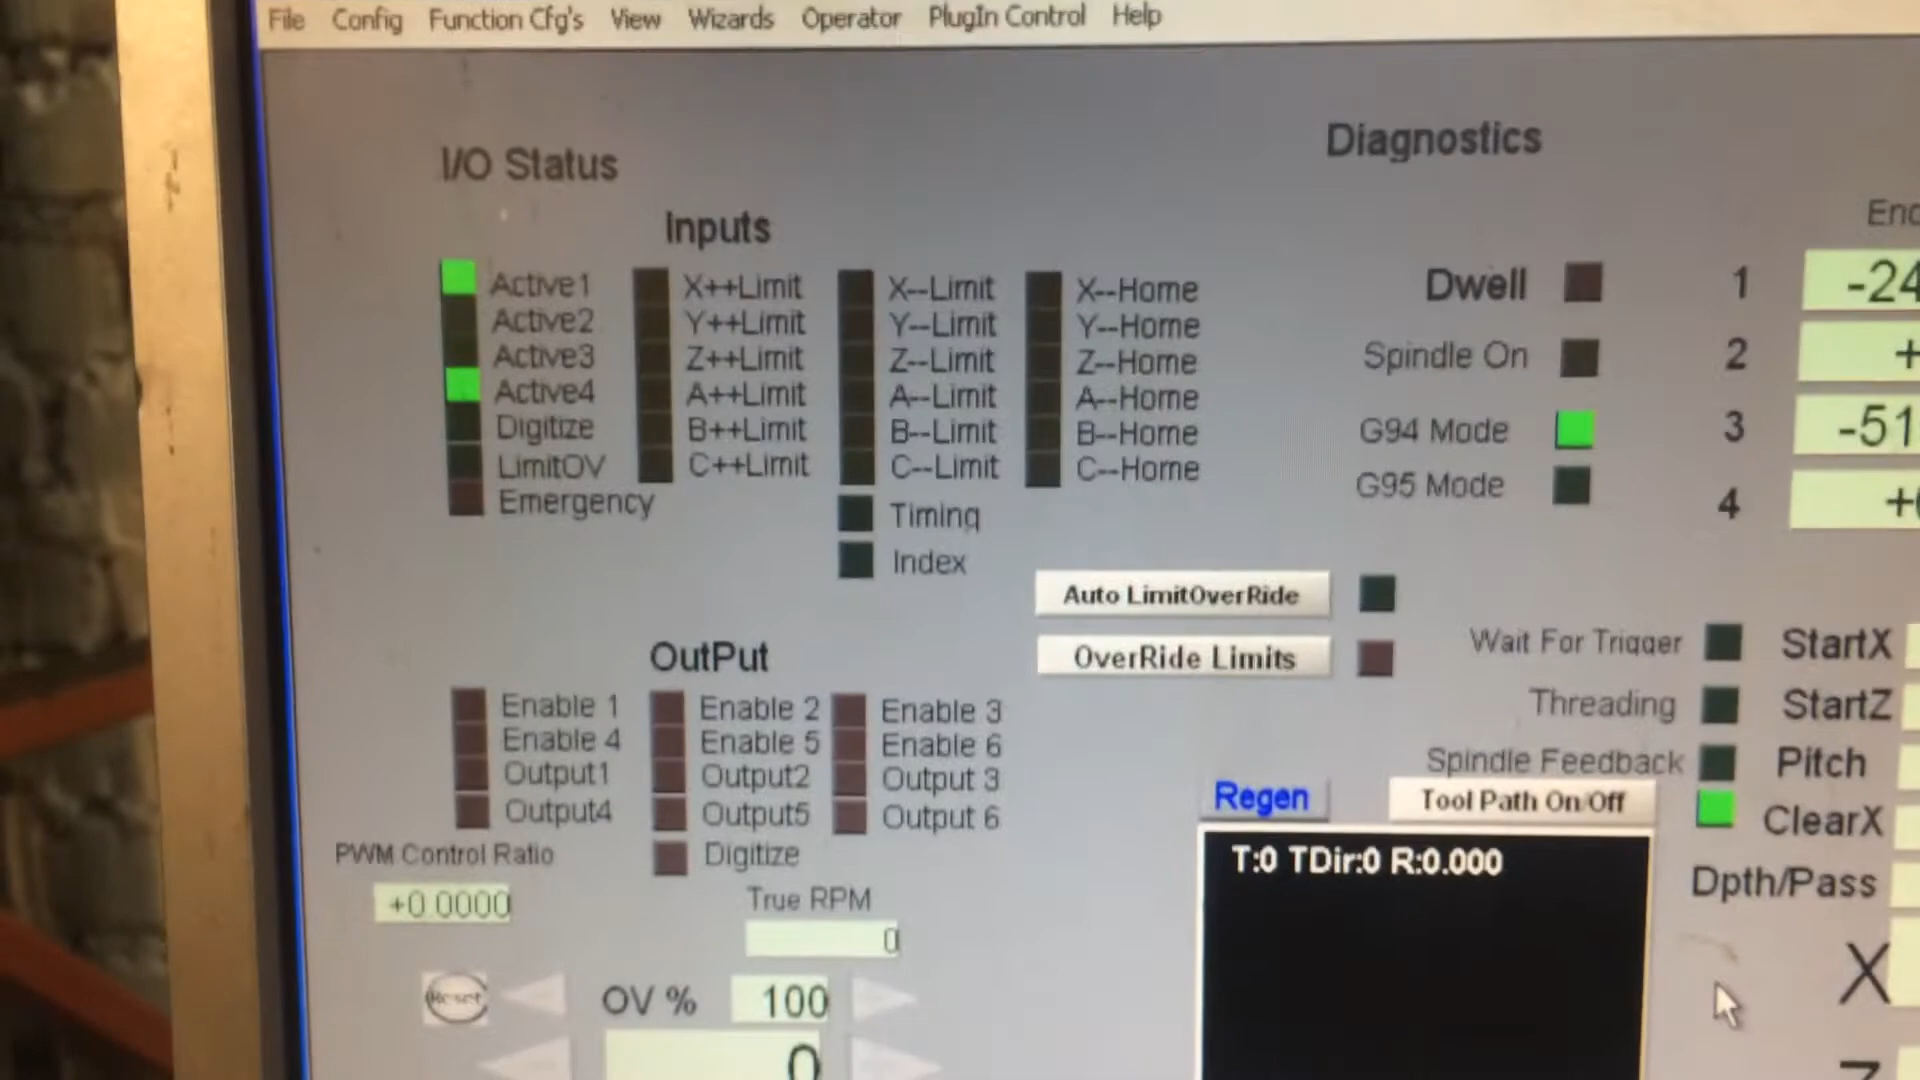 File Config Function Cfg's View Wizards Operator PlugIn Control Help
I/O Status
Diagnostics
Inputs
Active1 X++Limit X--Limit X--Home
Active2 Y++Limit Y--Limit Y--Home
Active3 Z++Limit Z--Limit Z--Home
Active4 A++Limit A--Limit A--Home
Digitize B++Limit B--Limit B--Home
LimitOV C++Limit C--Limit C--Home
Emergency Timing
Index
Dwell 1 -24
Spindle On 2 +
G94 Mode 3 -51
G95 Mode 4
Auto LimitOverRide
OverRide Limits
Wait For Trigger StartX
Threading StartZ
Spindle Feedback Pitch
ClearX
Dpth/Pass
X
OutPut
Enable 1 Enable 2 Enable 3
Enable 4 Enable 5 Enable 6
Output1 Output2 Output 3
Output4 Output5 Output 6
PWM Control Ratio Digitize
+0.0000
True RPM
0
Reset OV % 100
0
Regen Tool Path On/Off
T:0 TDir:0 R:0.000